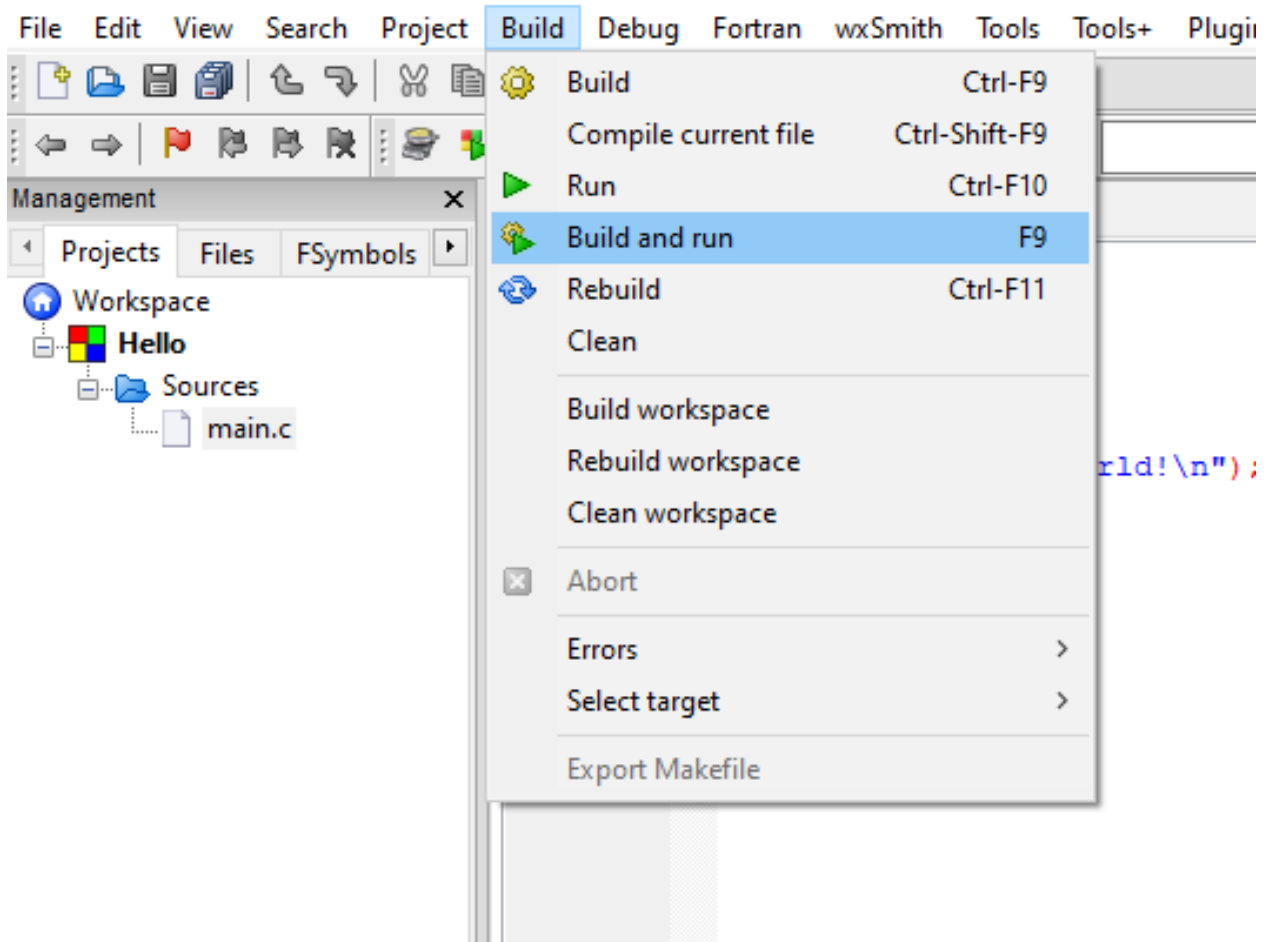 File Edit View Search Project Build Debug Fortran wxSmith Tools Tools+
Management
Projects Files FSymbols
Workspace
Hello
Sources
main.c
Build Ctrl-F9
Compile current file Ctrl-Shift-F9
Run Ctrl-F10
Build and run F9
Rebuild Ctrl-F11
Clean
Build workspace
Rebuild workspace
Clean workspace
Abort
Errors
Select target
Export Makefile
rld!\n");